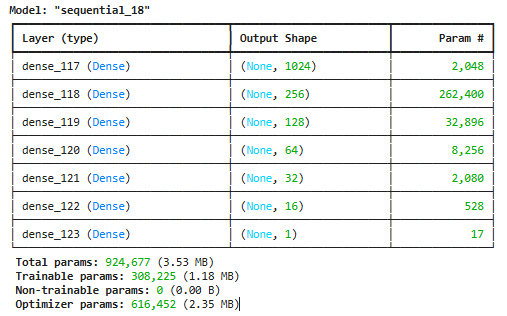 Model: "sequential_18"
Layer (type) Output Shape Param #
dense_117 (Dense) (None, 1024) 2,048
dense_118 (Dense) (None, 256) 262,400
dense_119 (Dense) (None, 128) 32,896
dense_120 (Dense) (None, 64) 8,256
dense_121 (Dense) (None, 32) 2,080
dense_122 (Dense) (None, 16) 528
dense_123 (Dense) (None, 1) 17
Total params: 924,677 (3.53 MB)
Trainable params: 308,225 (1.18 MB)
Non-trainable params: 0 (0.00 B)
Optimizer params: 616,452 (2.35 MB)